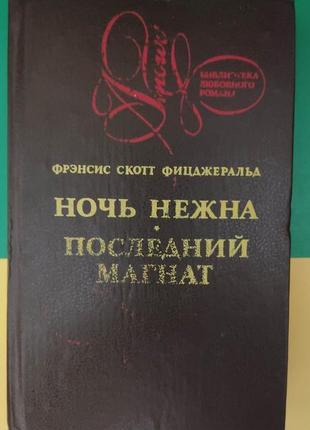 БИБЛИОТЕКА
ЛЮБОВНОГО
РОМАНА
ФРЭНСИС СКОТТ ФИЦДЖЕРАЛЬД
НОЧЬ НЕЖНА
•
ПОСЛЕДНИЙ
МАГНАТ